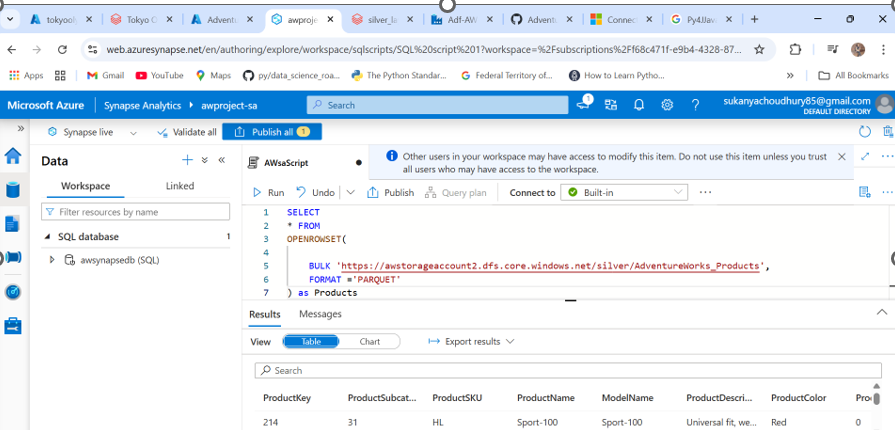 tokyool
Tokyo O
Adventu
awproje
silver_la
Adf-AW
Adventu
Connect
Py4JJav
web.azuresynapse.net/en/authoring/explore/workspace/sqlscripts/SQL%20script%201?workspace=%2Fsubscriptions%2Ff68c471f-e9b4-4328-87...
Apps
Gmail
YouTube
Maps
py/data_science_roa...
The Python Standar...
Federal Territory of...
How to Learn Pytho...
»
All Bookmarks
Microsoft Azure
Synapse Analytics
awproject-sa
Search
1
sukanyachoudhury85@gmail.com
DEFAULT DIRECTORY
Synapse live
Validate all
Publish all 1
Data
Workspace
Linked
Filter resources by name
SQL database
1
awsynapsedb (SQL)
AWsaScript
Other users in your workspace may have access to modify this item. Do not use this item unless you trust
all users who may have access to the workspace.
Run
Undo
Publish
Query plan
Connect to
Built-in
1 SELECT
2 * FROM
3 OPENROWSET(
4
5 BULK 'https://awstorageaccount2.dfs.core.windows.net/silver/AdventureWorks_Products',
6 FORMAT ='PARQUET'
7 ) as Products
Results
Messages
View
Table
Chart
Export results
Search
ProductKey ProductSubcat... ProductSKU ProductName ModelName ProductDescri... ProductColor
214 31 HL Sport-100 Sport-100 Universal fit, we... Red 0